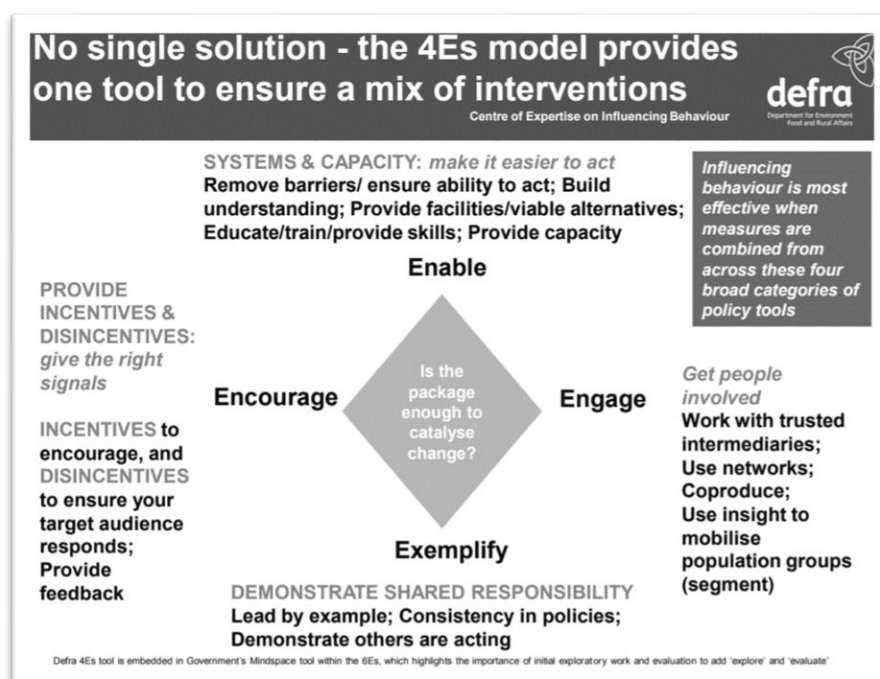 No single solution - the 4Es model provides
one tool to ensure a mix of interventions
Centre of Expertise on Influencing Behaviour
defra
Department for Environment
Food and Rural Affairs
SYSTEMS & CAPACITY: make it easier to act
Remove barriers/ ensure ability to act; Build
understanding; Provide facilities/viable alternatives;
Educate/train/provide skills; Provide capacity
Influencing
behaviour is most
effective when
measures are
combined from
across these four
broad categories of
policy tools
Enable
PROVIDE
INCENTIVES &
DISINCENTIVES:
give the right
signals
INCENTIVES to
encourage, and
DISINCENTIVES
to ensure your
target audience
responds;
Provide
feedback
Encourage
Is the
package
enough to
catalyse
change?
Engage
Get people
involved
Work with trusted
intermediaries;
Use networks;
Coproduce;
Use insight to
mobilise
population groups
(segment)
Exemplify
DEMONSTRATE SHARED RESPONSIBILITY
Lead by example; Consistency in policies;
Demonstrate others are acting
Defra 4Es tool is embedded in Government's Mindspace tool within the 6Es, which highlights the importance of initial exploratory work and evaluation to add 'explore' and 'evaluate'